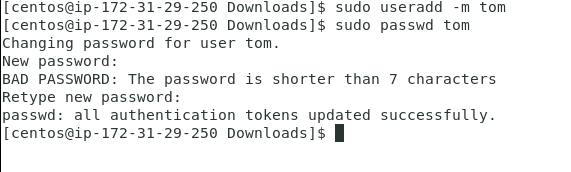 [centos@ip-172-31-29-250 Downloads]$ sudo useradd -m tom
[centos@ip-172-31-29-250 Downloads]$ sudo passwd tom
Changing password for user tom.
New password:
BAD PASSWORD: The password is shorter than 7 characters
Retype new password:
passwd: all authentication tokens updated successfully.
[centos@ip-172-31-29-250 Downloads]$